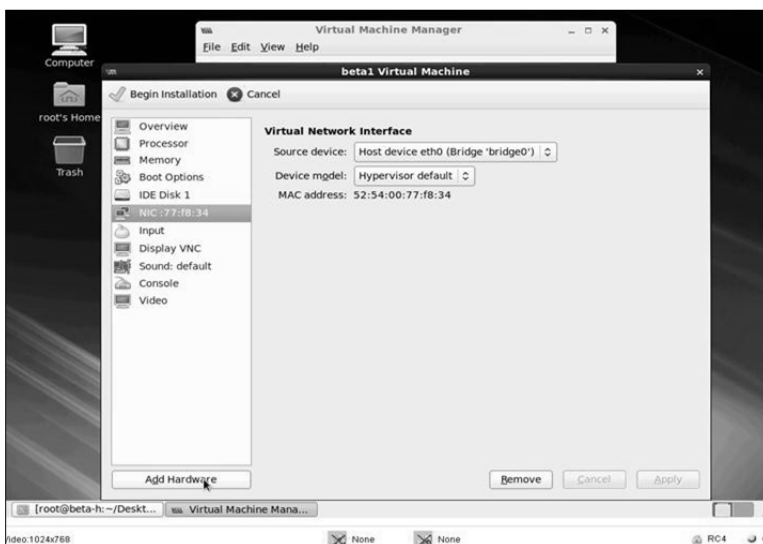 Computer
root's Home
Trash
Virtual Machine Manager
File Edit View Help
beta1 Virtual Machine
Begin Installation Cancel
Overview
Processor
Memory
Boot Options
IDE Disk 1
NIC :77:f8:34
Input
Display VNC
Sound: default
Console
Video
Virtual Network Interface
Source device: Host device eth0 (Bridge 'bridge0')
Device model: Hypervisor default
MAC address: 52:54:00:77:f8:34
Add Hardware
Remove Cancel Apply
[root@beta-h:~/Deskt... Virtual Machine Mana...
Video:1024x768 None None RC4